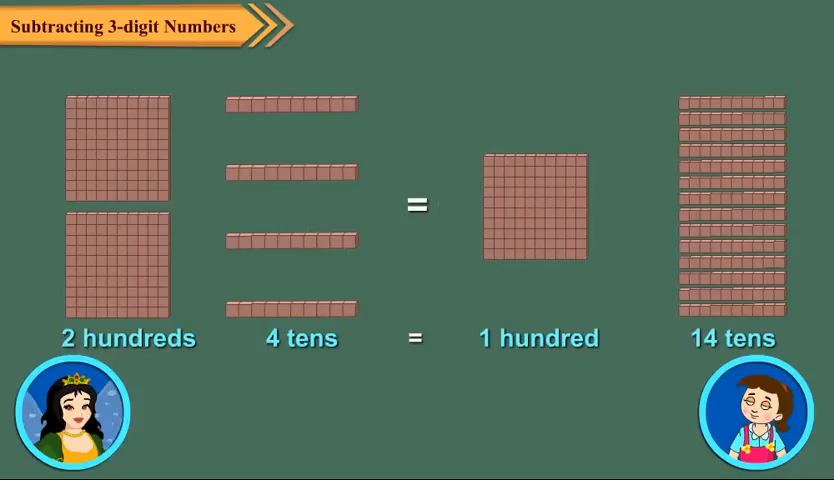 Subtracting 3-digit Numbers
=
2 hundreds 4 tens = 1 hundred 14 tens